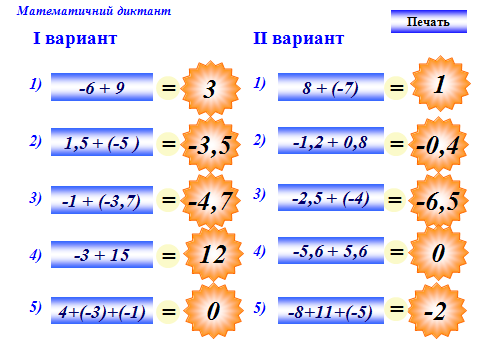 Математичний диктант
Печать
I вариант
1) -6 + 9 = 3
2) 1,5 + (-5 ) = -3,5
3) -1 + (-3,7) = -4,7
4) -3 + 15 = 12
5) 4+(-3)+(-1) = 0
II вариант
1) 8 + (-7) = 1
2) -1,2 + 0,8 = -0,4
3) -2,5 + (-4) = -6,5
4) -5,6 + 5,6 = 0
5) -8+11+(-5) = -2